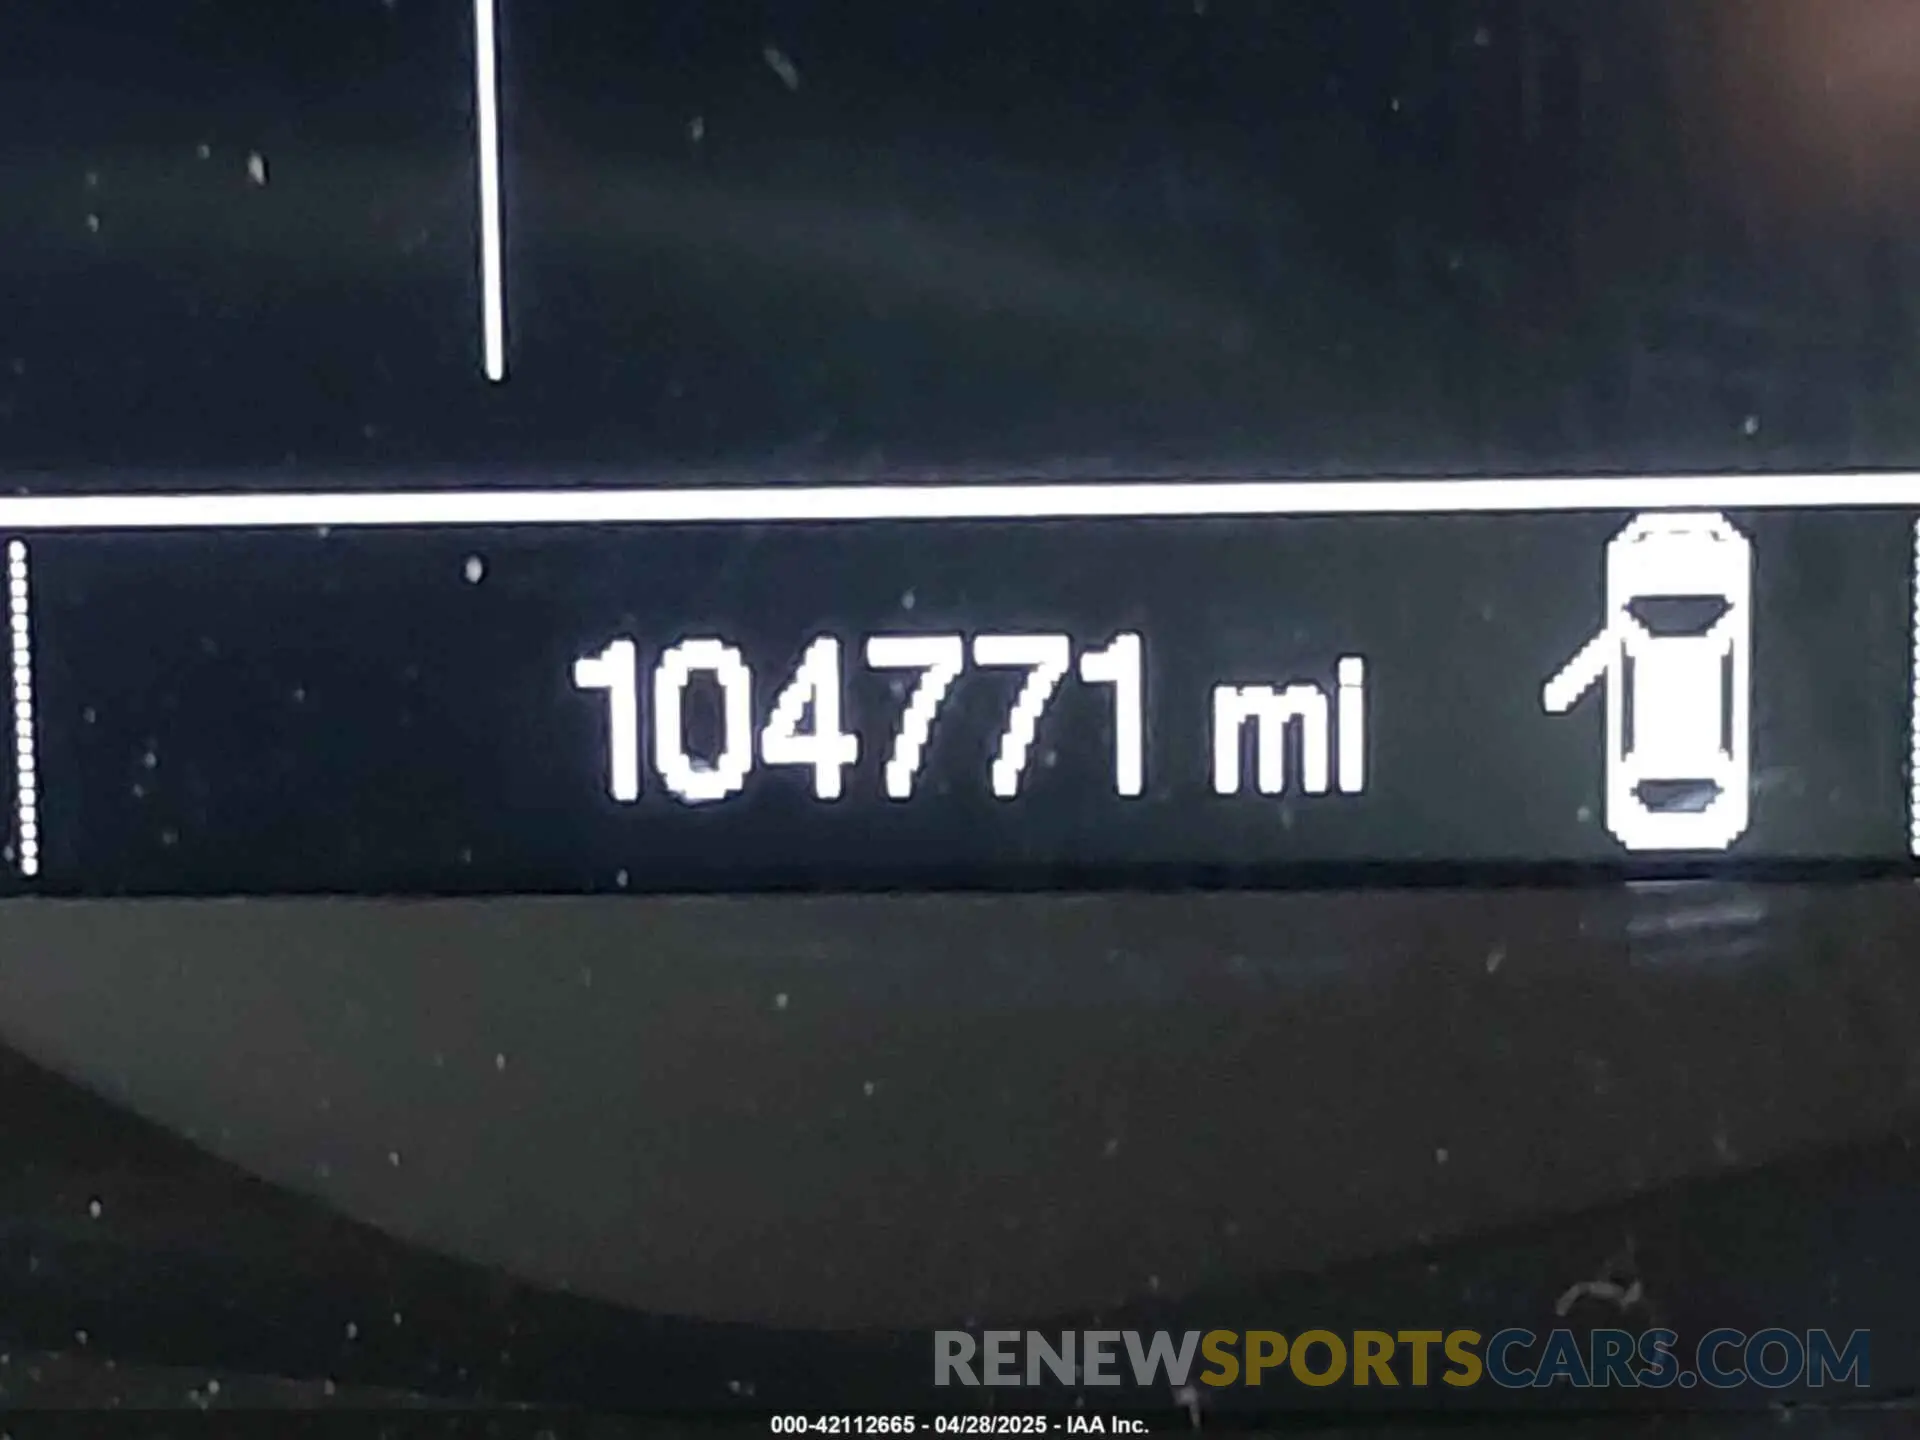 104771 mi
RENEWSPORTSCARS.COM
000-42112665 - 04/28/2025 - IAA Inc.